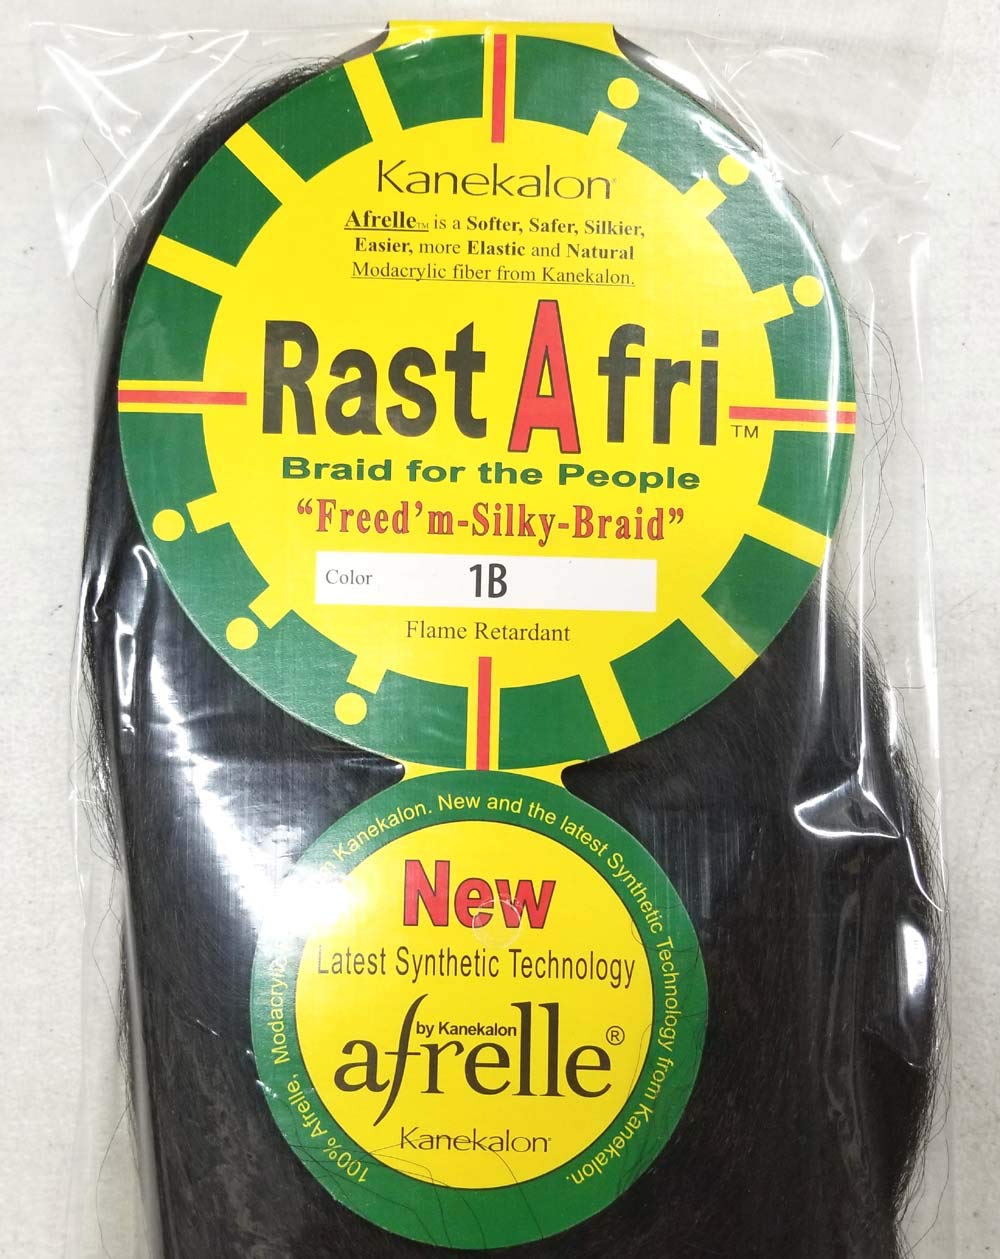 Kanekalon
Afrelle™ is a Softer, Safer, Silkier,
Easier, more Elastic and Natural
Modacrylic fiber from Kanekalon.
RastAfri™
Braid for the People
“Freed’m-Silky-Braid”
Color 1B
Flame Retardant
100% Afrelle, Modacrylic Kanekalon. New and the latest Synthetic Technology from Kanekalon.
New
Latest Synthetic Technology
by Kanekalon
afrelle®
Kanekalon